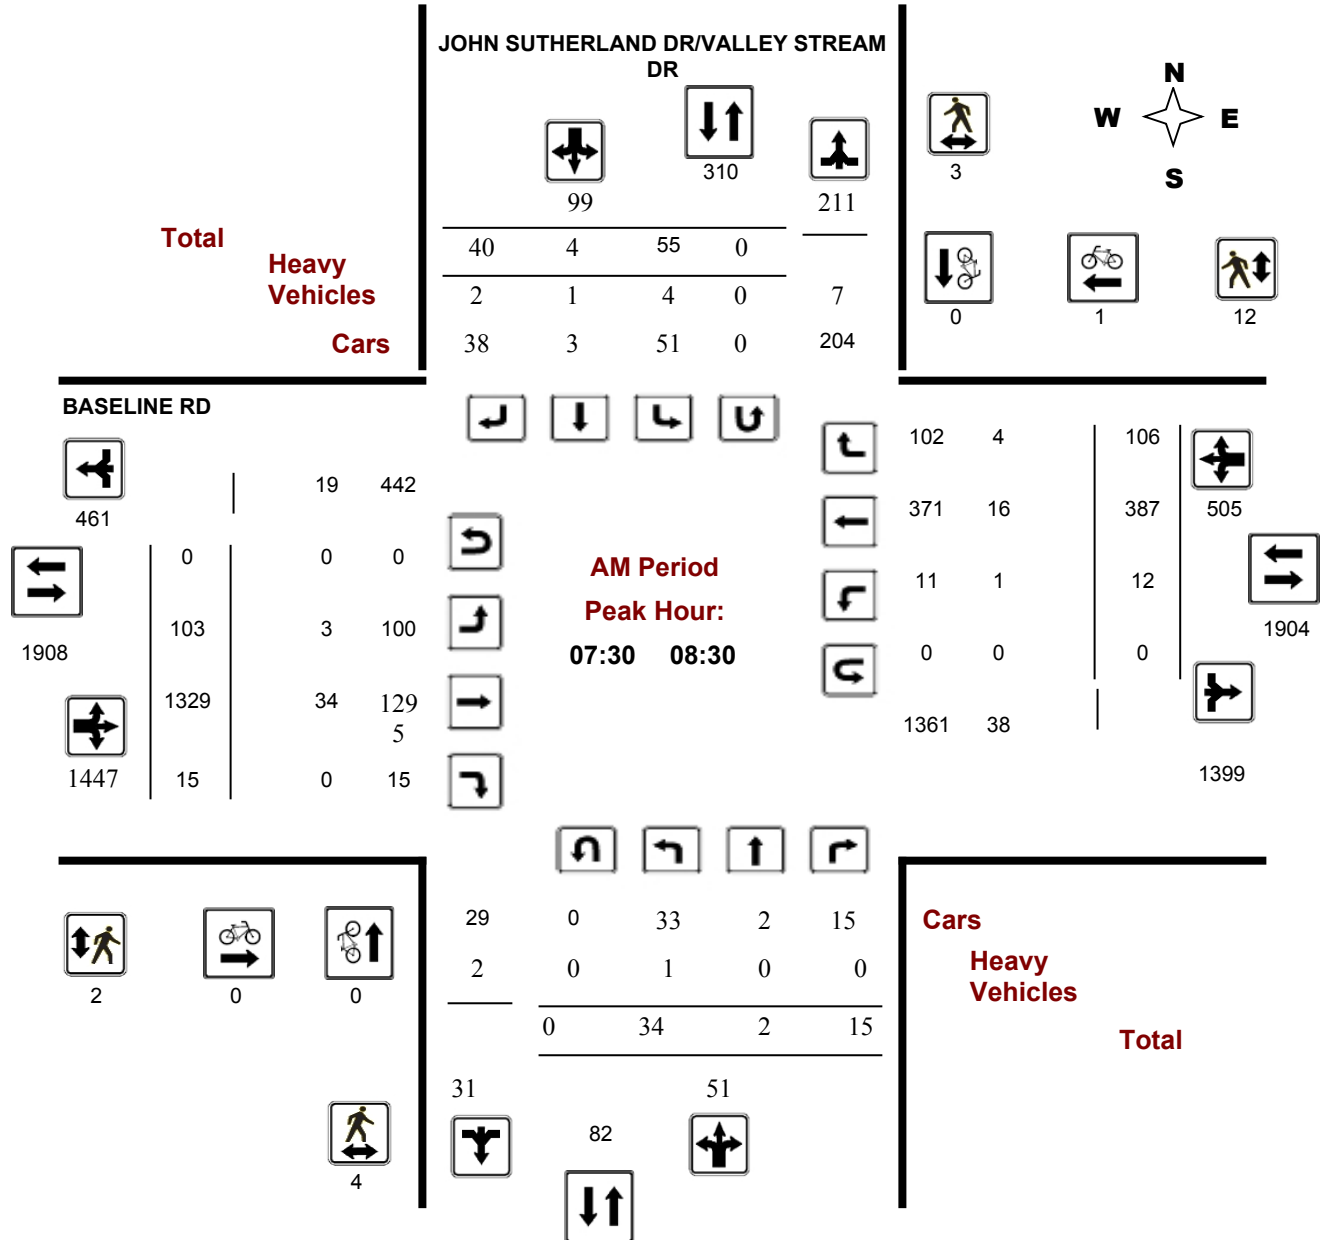 JOHN SUTHERLAND DR/VALLEY STREAM
DR
N
W E
S
310
3
99
211
Total
40 4 55 0
Heavy
Vehicles
2 1 4 0 7
0 1 12
Cars
38 3 51 0 204
BASELINE RD
102 4 106
19 442
461
371 16 387 505
0 0 0
AM Period
11 1 12
Peak Hour:
103 3 100
1904
1908
07:30 08:30
0 0 0
1329 34 129
5
1361 38
1447 15 0 15
1399
29 0 33 2 15
Cars
2 0 1 0 0
Heavy
Vehicles
2 0 0
0 34 2 15
Total
31 51
82
4